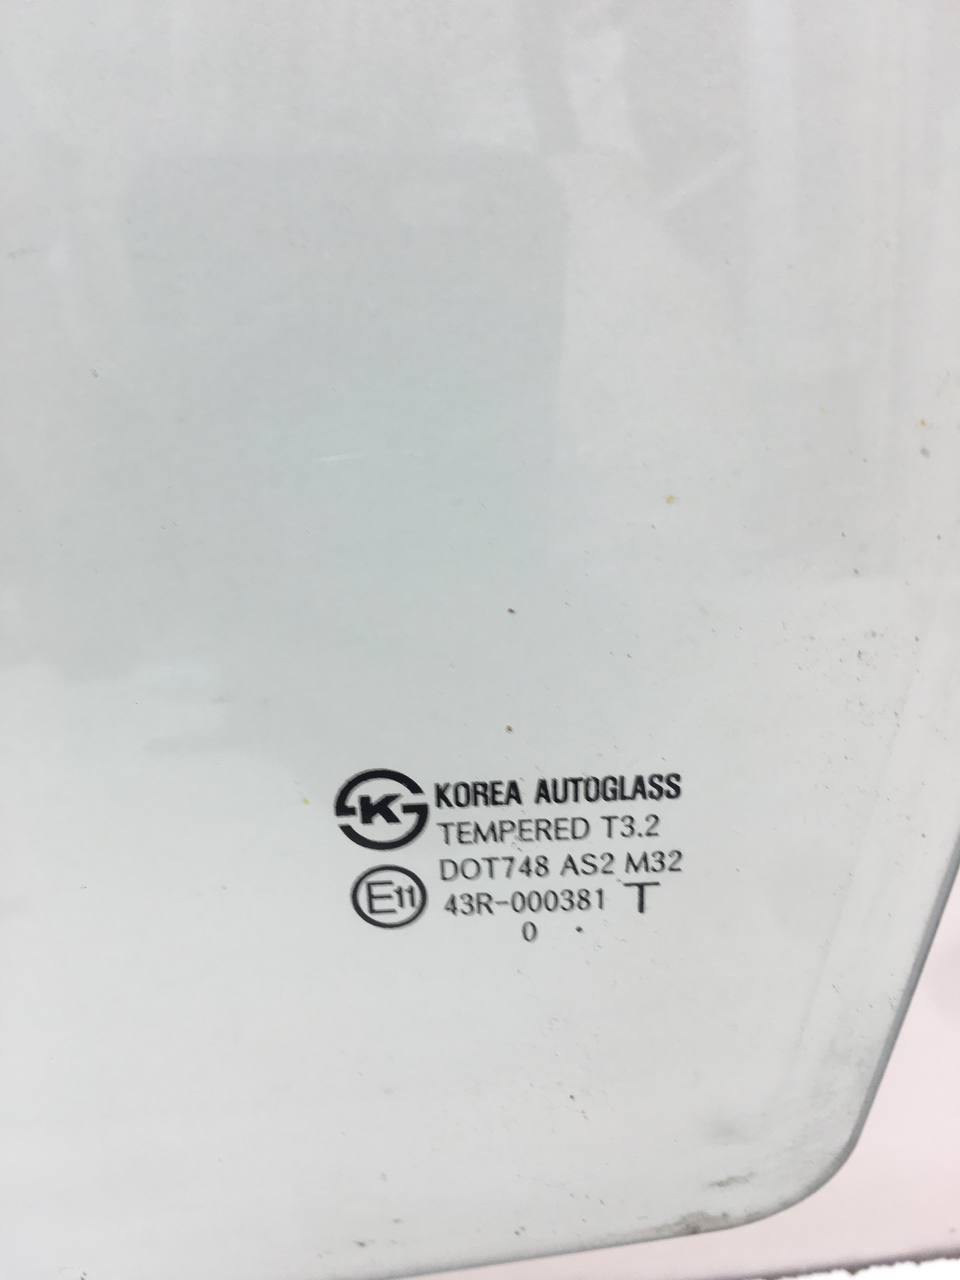 K KOREA AUTOGLASS
TEMPERED T3.2
DOT748 AS2 M32
E11 43R-000381 T
0 .